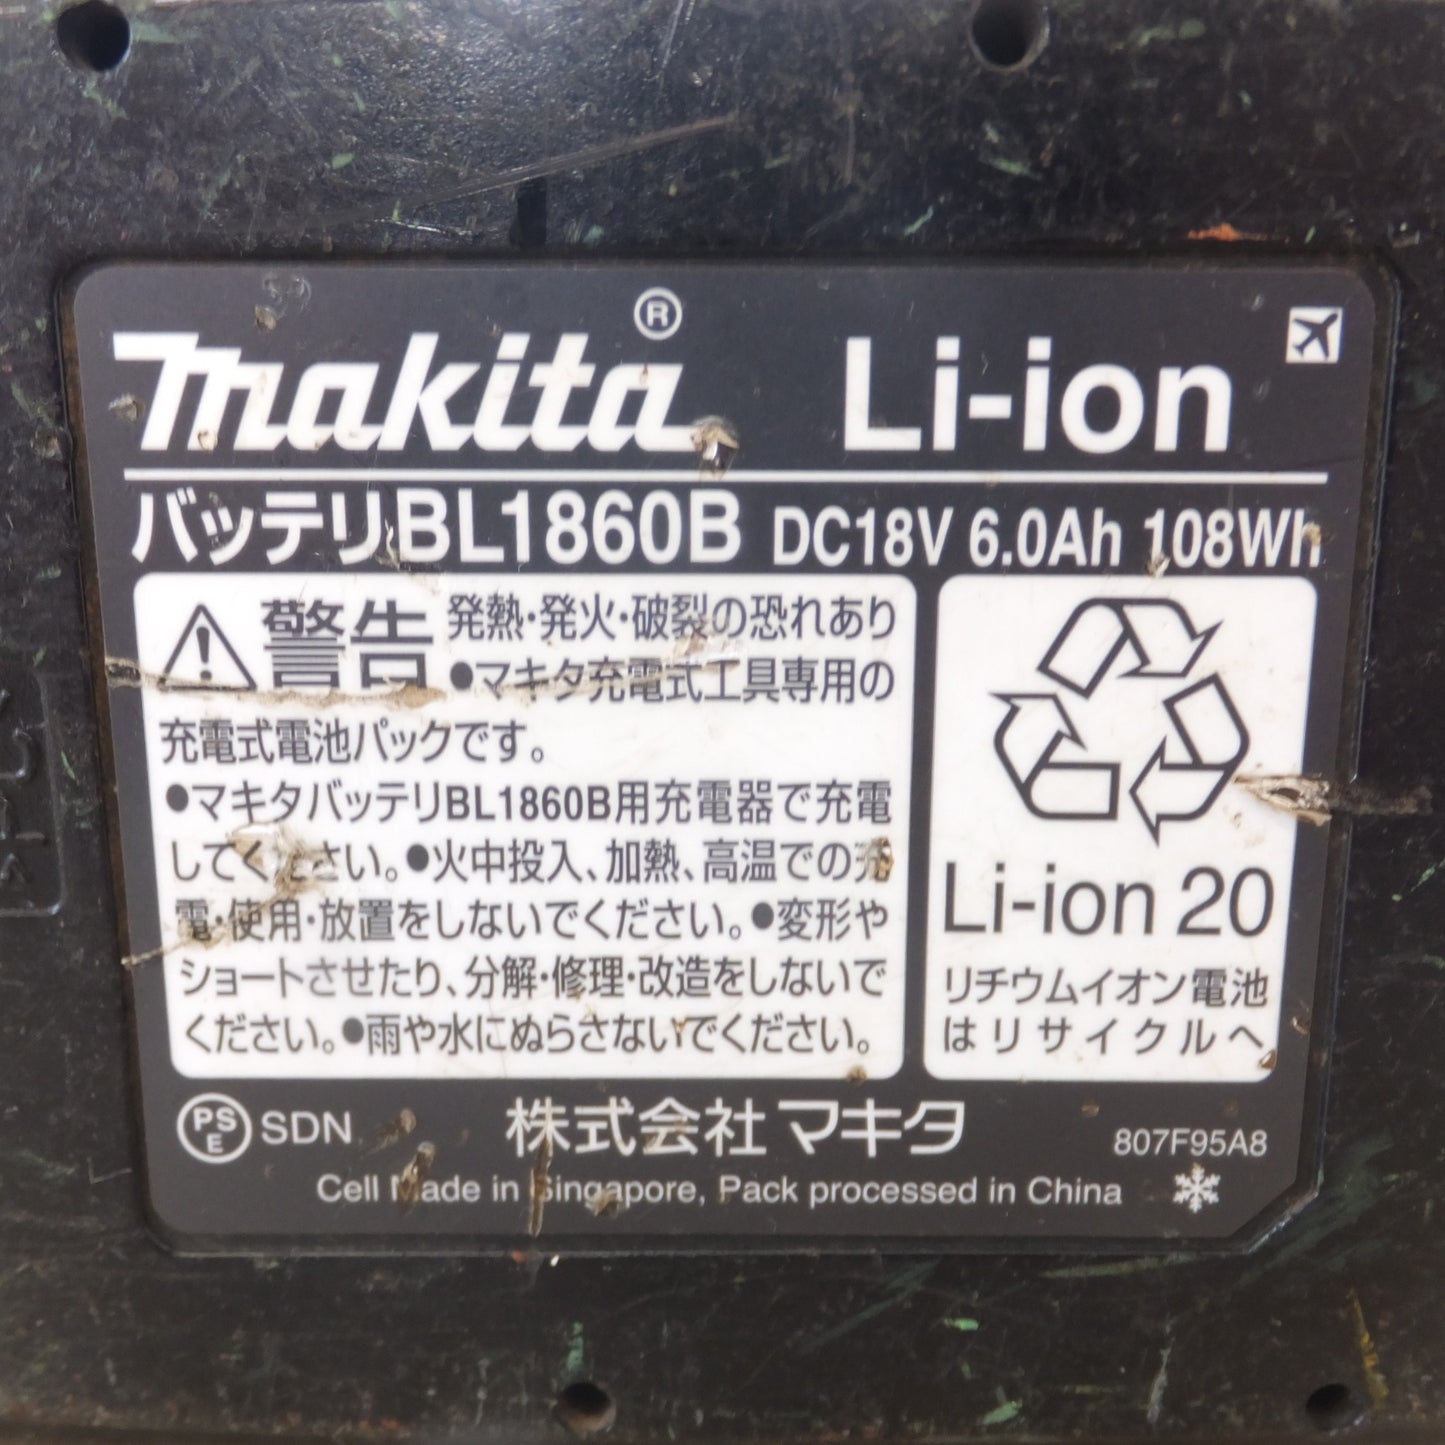 makita® Li-ion
バッテリBL1860B DC18V 6.0Ah 108Wh
警告 発熱・発火・破裂の恐れあり
●マキタ充電式工具専用の
充電式電池パックです。
●マキタバッテリBL1860B用充電器で充電
してください。●火中投入、加熱、高温での充
電・使用・放置をしないでください。●変形や
ショートさせたり、分解・修理・改造をしないで
ください。●雨や水にぬらさないでください。
Li-ion 20
リチウムイオン電池
はリサイクルへ
PSE SDN 株式会社マキタ 807F95A8
Cell Made in Singapore, Pack processed in China